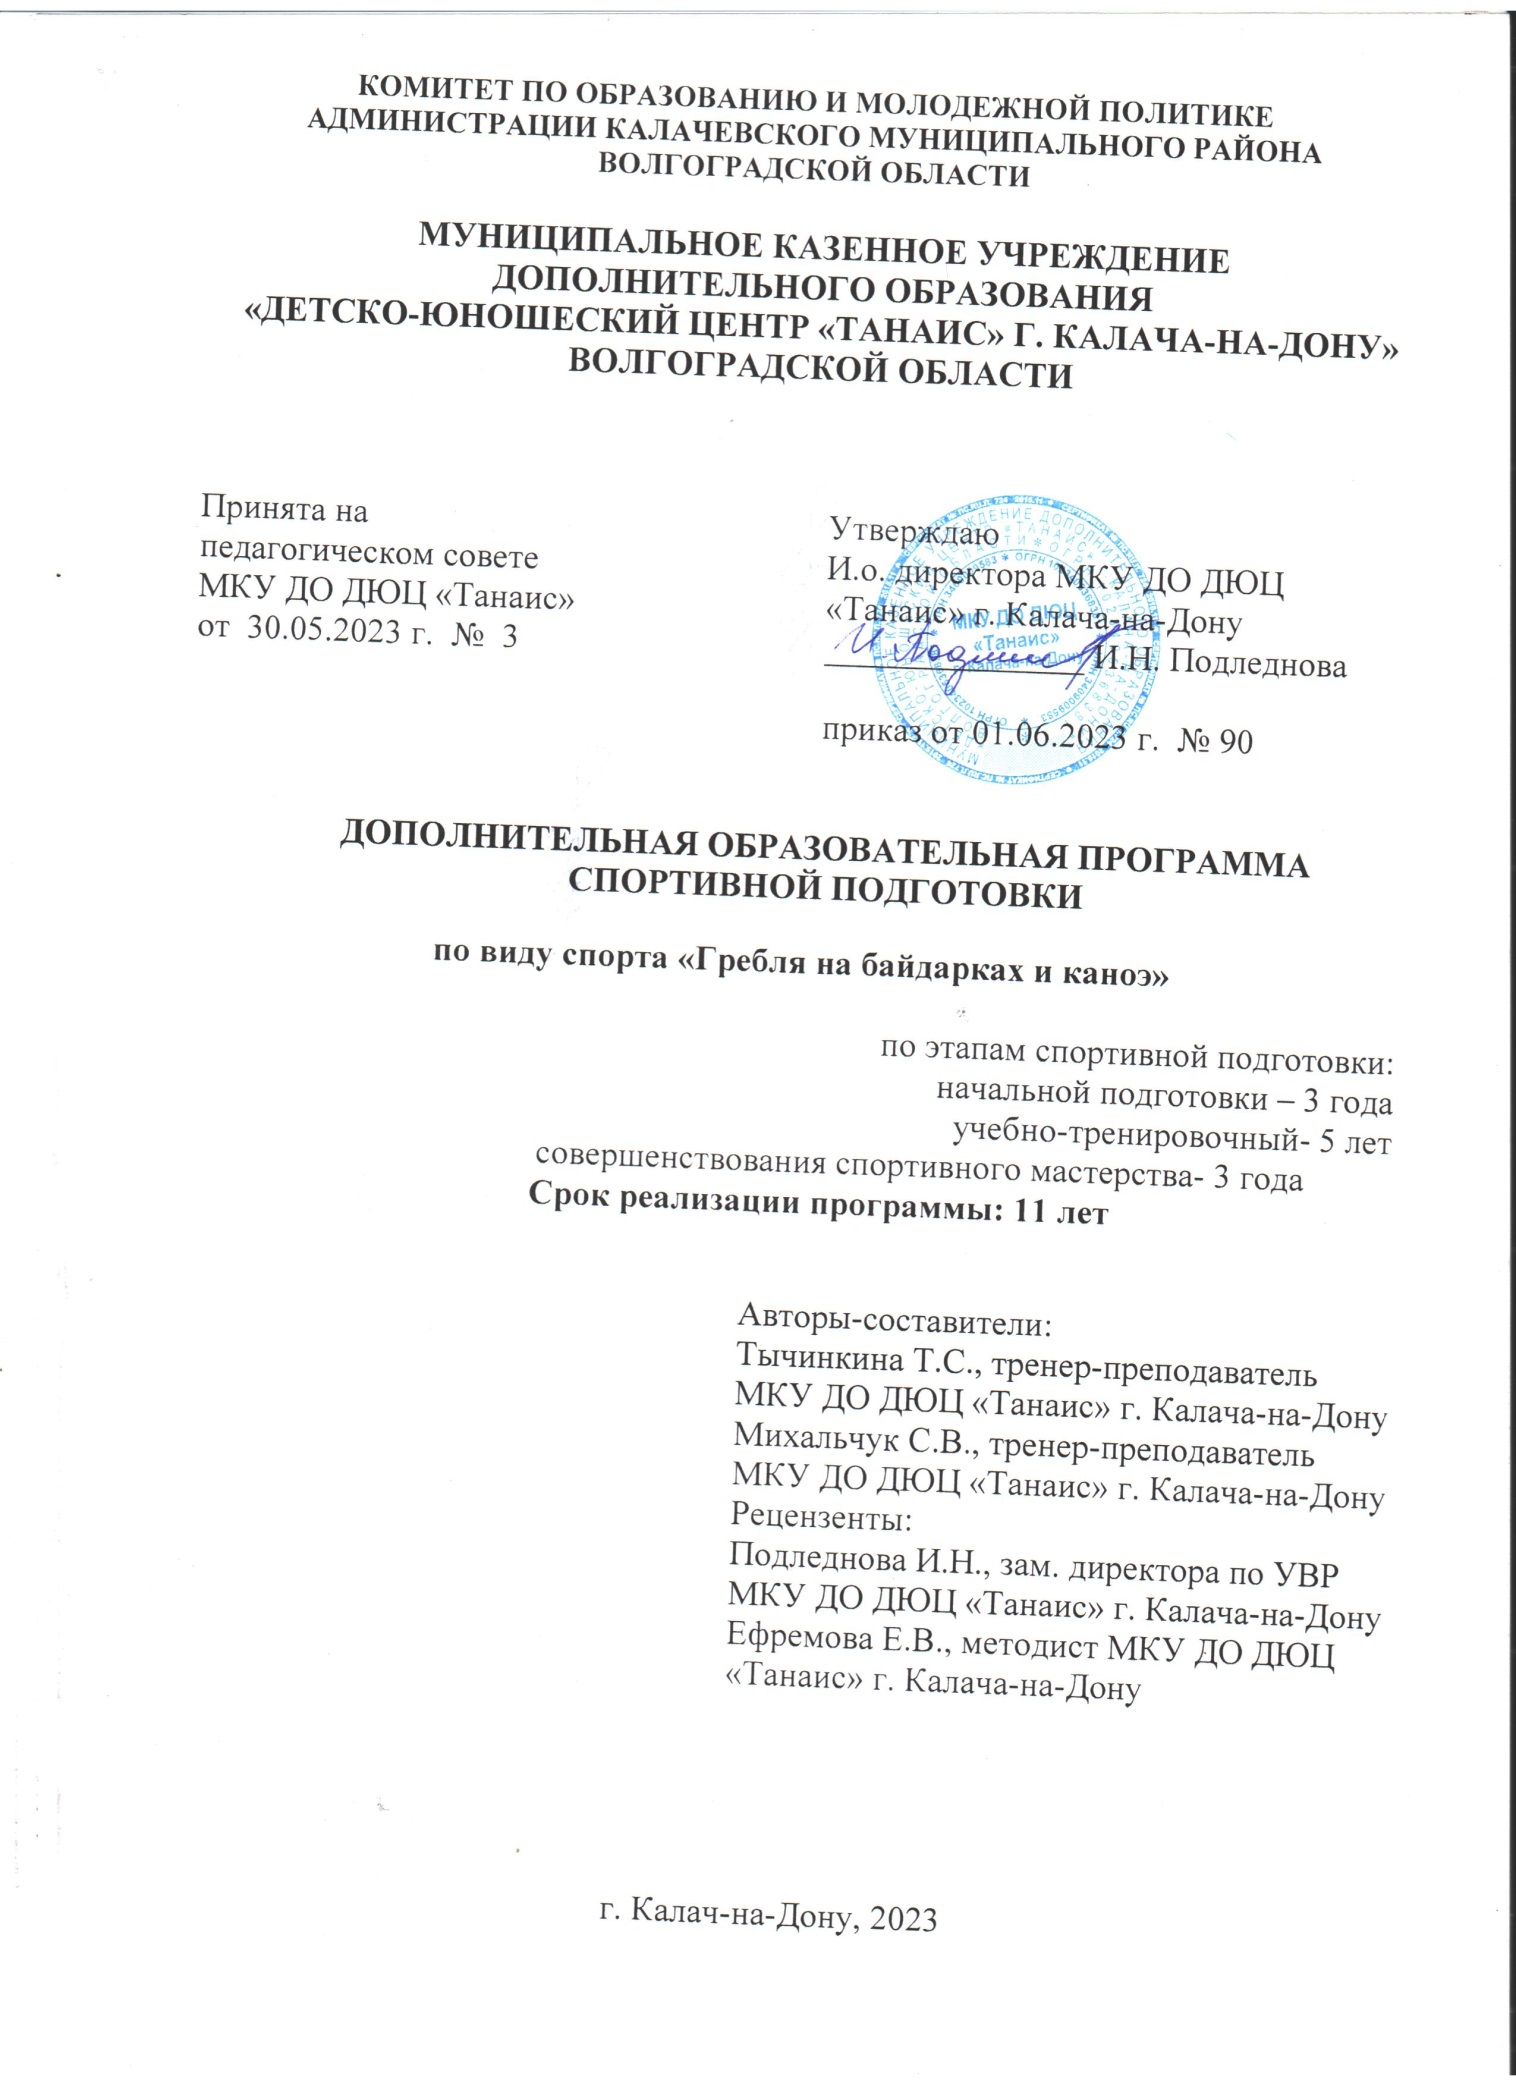 КОМИТЕТ ПО ОБРАЗОВАНИЮ И МОЛОДЕЖНОЙ ПОЛИТИКЕ
АДМИНИСТРАЦИИ КАЛАЧЕВСКОГО МУНИЦИПАЛЬНОГО РАЙОНА
ВОЛГОГРАДСКОЙ ОБЛАСТИ
МУНИЦИПАЛЬНОЕ КАЗЕННОЕ УЧРЕЖДЕНИЕ
ДОПОЛНИТЕЛЬНОГО ОБРАЗОВАНИЯ
«ДЕТСКО-ЮНОШЕСКИЙ ЦЕНТР «ТАНАИС» Г. КАЛАЧА-НА-ДОНУ»
ВОЛГОГРАДСКОЙ ОБЛАСТИ
Принята на
педагогическом совете
МКУ ДО ДЮЦ «Танаис»
от 30.05.2023 г. № 3
Утверждаю
И.о. директора МКУ ДО ДЮЦ
«Танаис» г. Калача-на-Дону
И.Н. Подледнова
приказ от 01.06.2023 г. № 90
МКУ ДО ДЮЦ
«Танаис»
Калача-на-Дону
ДОПОЛНИТЕЛЬНАЯ ОБРАЗОВАТЕЛЬНАЯ ПРОГРАММА
СПОРТИВНОЙ ПОДГОТОВКИ
по виду спорта «Гребля на байдарках и каноэ»
по этапам спортивной подготовки:
начальной подготовки – 3 года
учебно-тренировочный- 5 лет
совершенствования спортивного мастерства- 3 года
Срок реализации программы: 11 лет
Авторы-составители:
Тычинкина Т.С., тренер-преподаватель
МКУ ДО ДЮЦ «Танаис» г. Калача-на-Дону
Михальчук С.В., тренер-преподаватель
МКУ ДО ДЮЦ «Танаис» г. Калача-на-Дону
Рецензенты:
Подледнова И.Н., зам. директора по УВР
МКУ ДО ДЮЦ «Танаис» г. Калача-на-Дону
Ефремова Е.В., методист МКУ ДО ДЮЦ
«Танаис» г. Калача-на-Дону
г. Калач-на-Дону, 2023